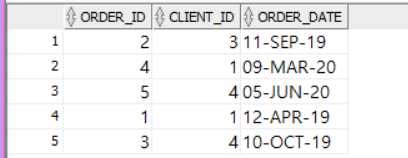 ORDER_ID CLIENT_ID ORDER_DATE
1 2 3 11-SEP-19
2 4 1 09-MAR-20
3 5 4 05-JUN-20
4 1 1 12-APR-19
5 3 4 10-OCT-19